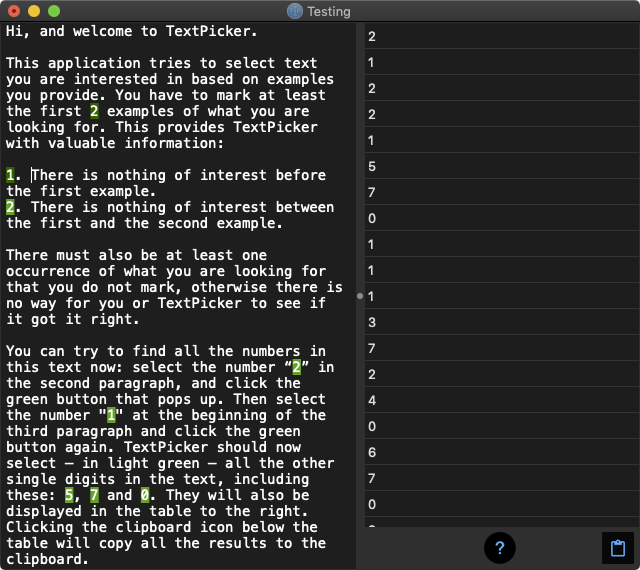 Testing
Hi, and welcome to TextPicker.
This application tries to select text
you are interested in based on examples
you provide. You have to mark at least
the first 2 examples of what you are
looking for. This provides TextPicker
with valuable information:
1. There is nothing of interest before
the first example.
2. There is nothing of interest between
the first and the second example.
There must also be at least one
occurrence of what you are looking for
that you do not mark, otherwise there is
no way for you or TextPicker to see if
it got it right.
You can try to find all the numbers in
this text now: select the number “2” in
the second paragraph, and click the
green button that pops up. Then select
the number "1" at the beginning of the
third paragraph and click the green
button again. TextPicker should now
select – in light green – all the other
single digits in the text, including
these: 5, 7 and 0. They will also be
displayed in the table to the right.
Clicking the clipboard icon below the
table will copy all the results to the
clipboard.
2
1
2
2
1
5
7
0
1
1
1
3
7
2
4
0
6
7
0
?